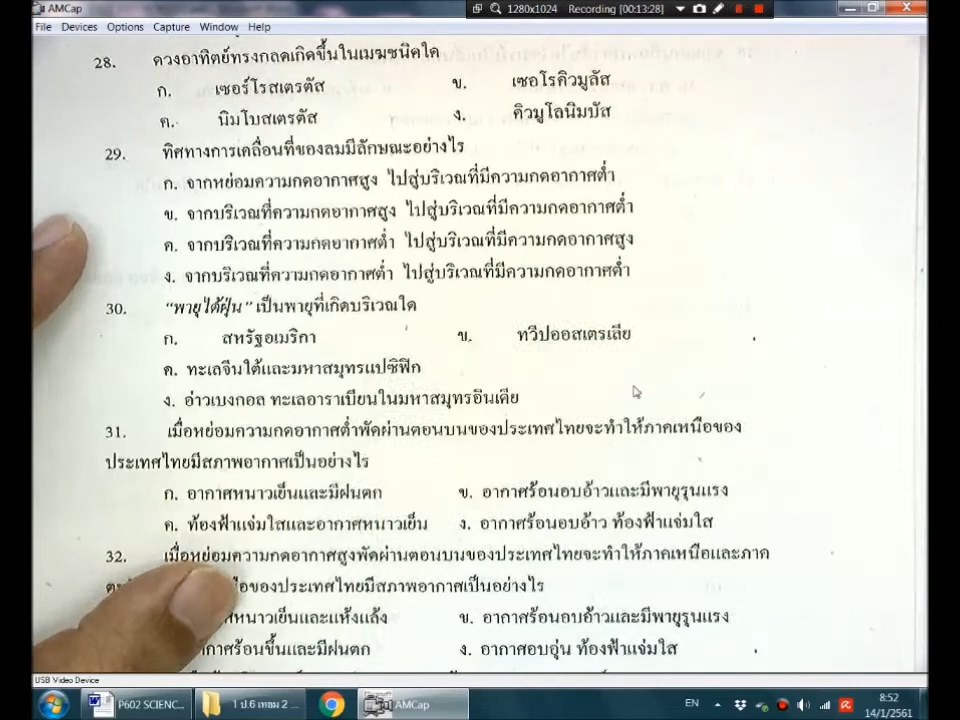 AMCap
1280x1024 Recording [00:13:28]
File Devices Options Capture Window Help
28. ดวงอาทิตย์ทรงกลดเกิดขึ้นในเมฆชนิดใด
ก. เซอร์โรสเตรตัส ข. เซอโรคิวมูลัส
ค. นิมโบสเตรตัส ง. คิวมูโลนิมบัส
29. ทิศทางการเคลื่อนที่ของลมมีลักษณะอย่างไร
ก. จากหย่อมความกดอากาศสูง ไปสู่บริเวณที่มีความกดอากาศต่ำ
ข. จากบริเวณที่ความกดอากาศสูง ไปสู่บริเวณที่มีความกดอากาศต่ำ
ค. จากบริเวณที่ความกดอากาศต่ำ ไปสู่บริเวณที่มีความกดอากาศสูง
ง. จากบริเวณที่ความกดอากาศต่ำ ไปสู่บริเวณที่มีความกดอากาศต่ำ
30. “พายุไต้ฝุ่น” เป็นพายุที่เกิดบริเวณใด
ก. สหรัฐอเมริกา ข. ทวีปออสเตรเลีย
ค. ทะเลจีนใต้และมหาสมุทรแปซิฟิก
ง. อ่าวเบงกอล ทะเลอาราเบียนในมหาสมุทรอินเดีย
31. เมื่อหย่อมความกดอากาศต่ำพัดผ่านตอนบนของประเทศไทยจะทำให้ภาคเหนือของ
ประเทศไทยมีสภาพอากาศเป็นอย่างไร
ก. อากาศหนาวเย็นและมีฝนตก ข. อากาศร้อนอบอ้าวและมีพายุรุนแรง
ค. ท้องฟ้าแจ่มใสและอากาศหนาวเย็น ง. อากาศร้อนอบอ้าว ท้องฟ้าแจ่มใส
32. เมื่อหย่อมความกดอากาศสูงพัดผ่านตอนบนของประเทศไทยจะทำให้ภาคเหนือและภาค
ของประเทศไทยมีสภาพอากาศเป็นอย่างไร
หนาวเย็นและแห้งแล้ง ข. อากาศร้อนอบอ้าวและมีพายุรุนแรง
อากาศร้อนขึ้นและมีฝนตก ง. อากาศอบอุ่น ท้องฟ้าแจ่มใส
USB Video Device
P602 SCIENC... 1 ป.6 เทอม 2 ... AMCap EN 8:52
14/1/2561